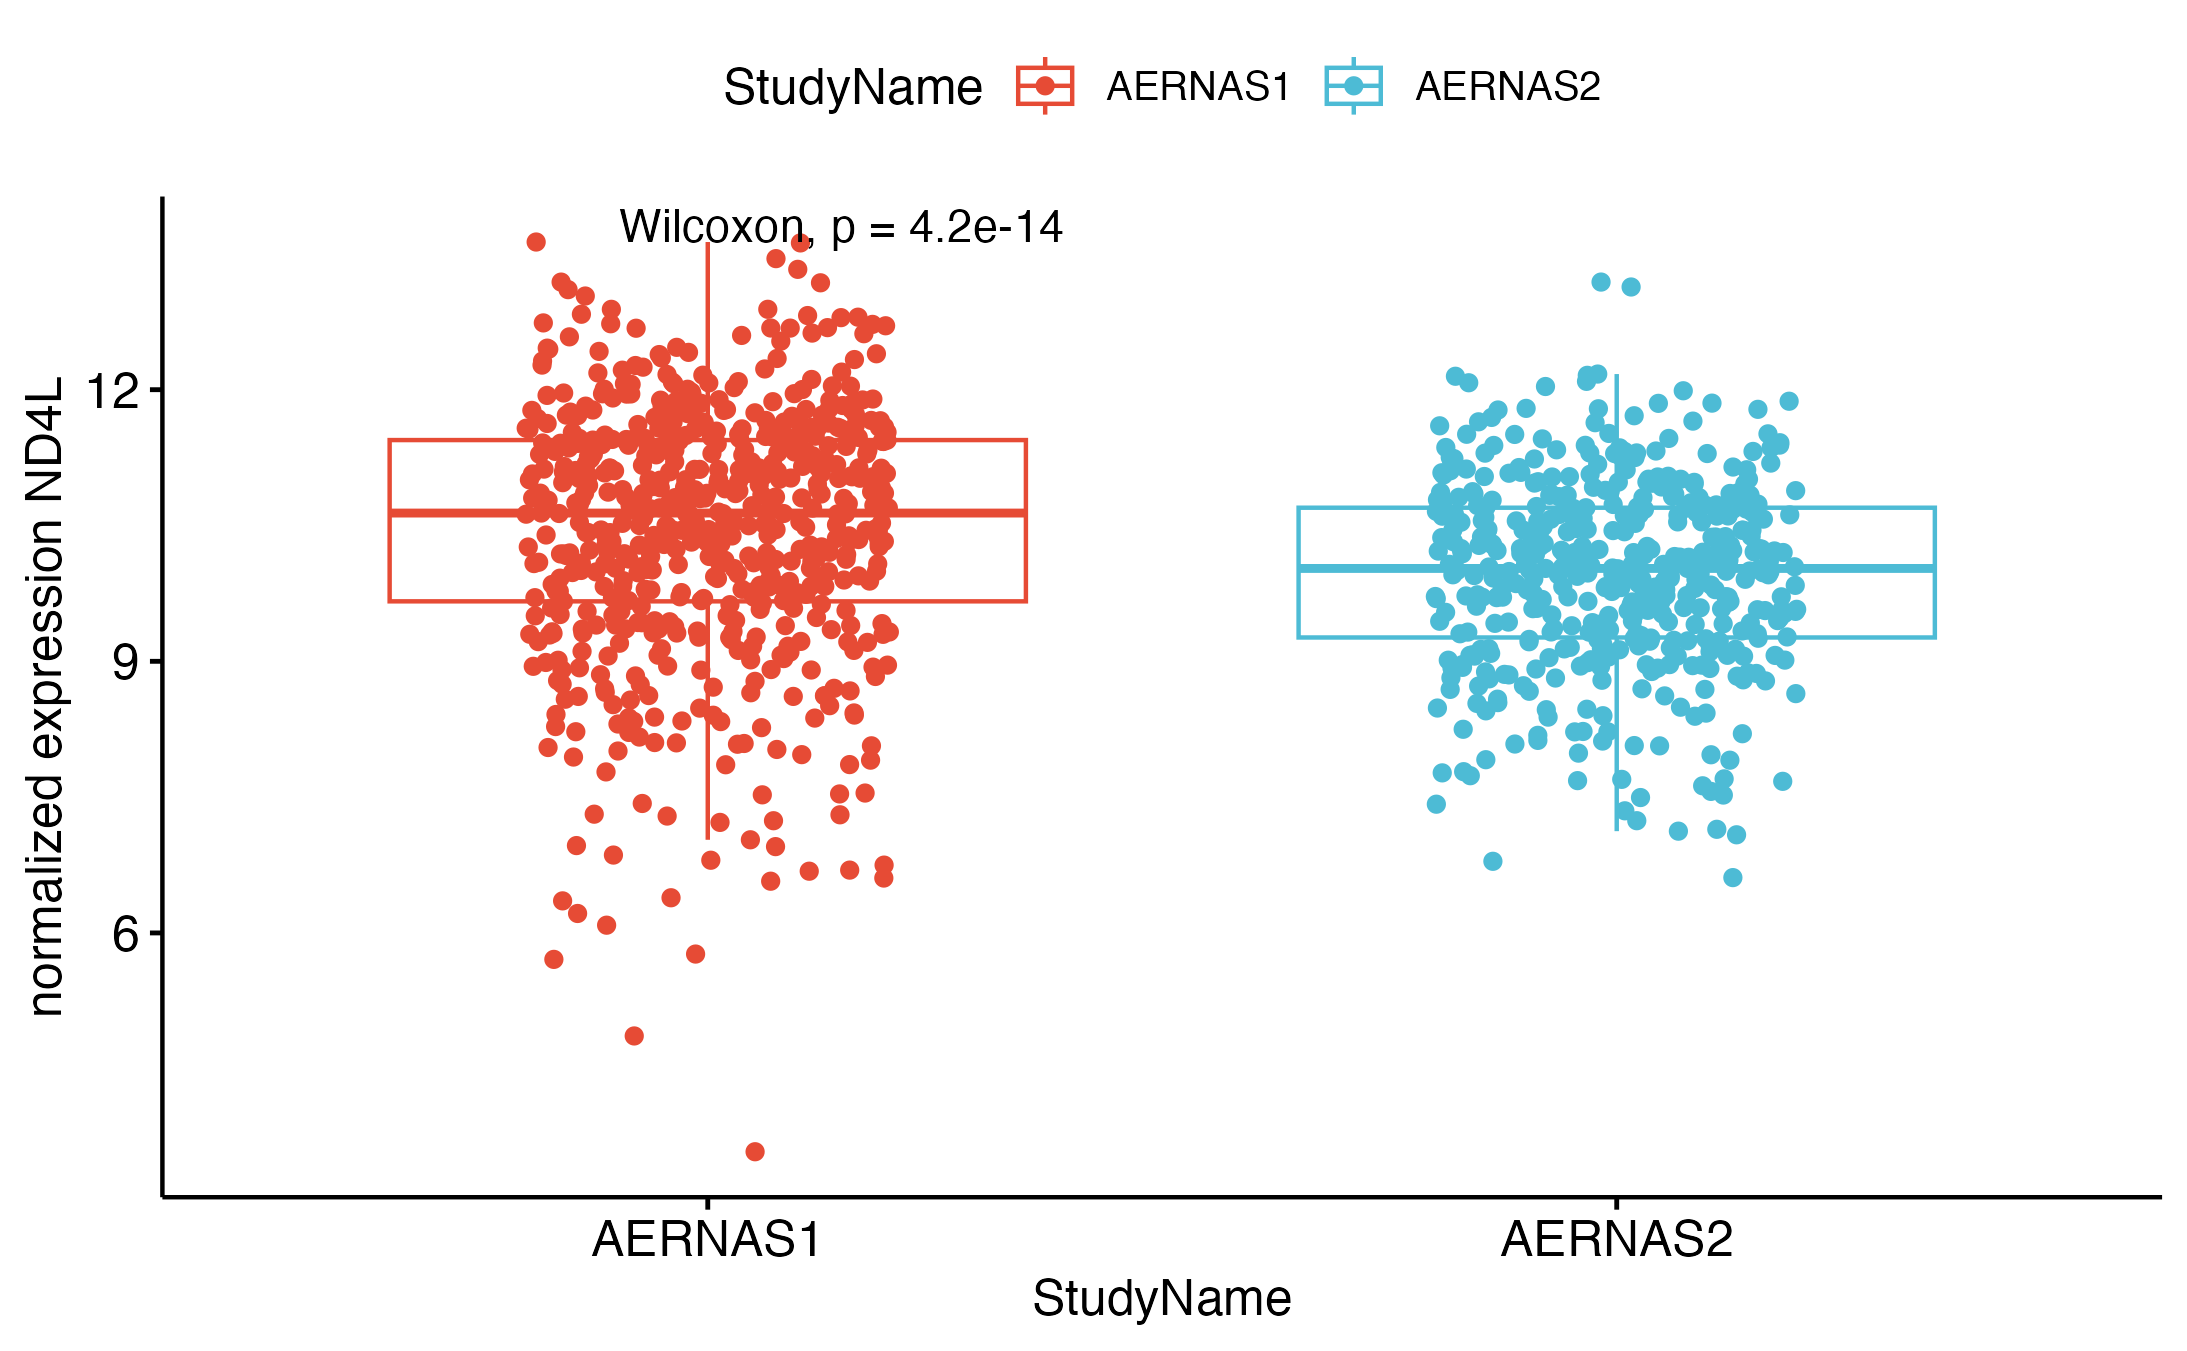 StudyName AERNAS1 AERNAS2
Wilcoxon, p = 4.2e-14
normalized expression ND4L
12
9
6
AERNAS1 AERNAS2
StudyName